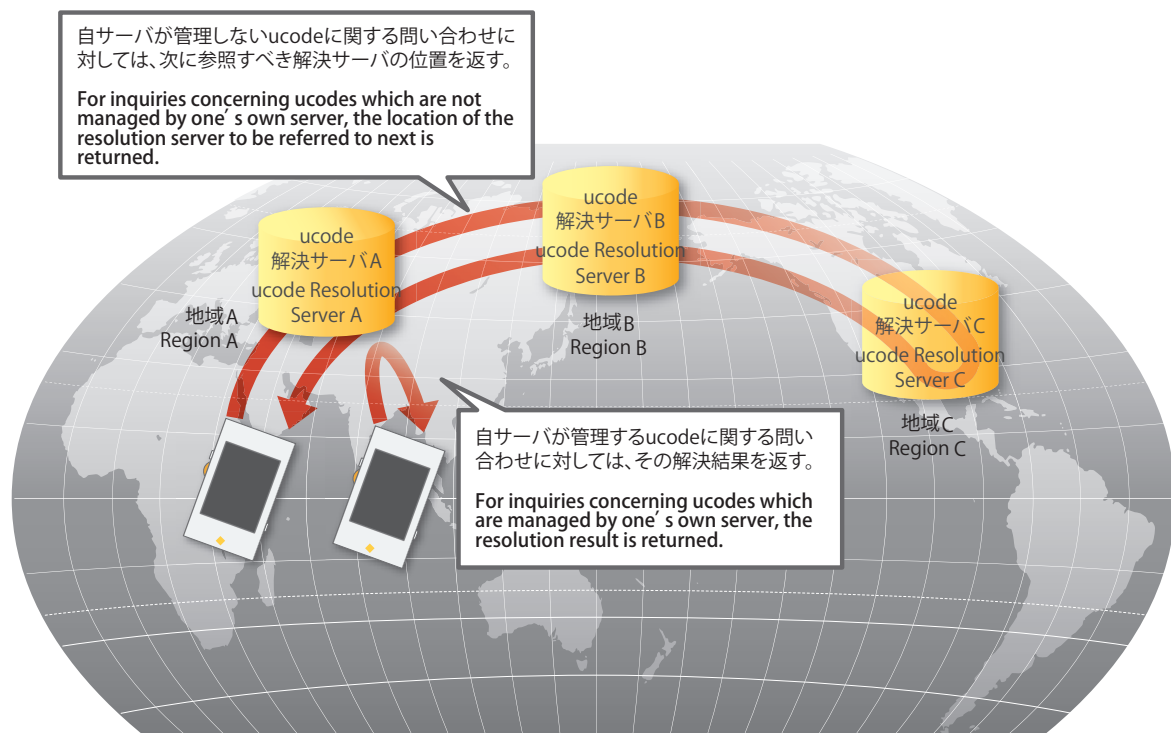 自サーバが管理しないucodeに関する問い合わせに
対しては、次に参照すべき解決サーバの位置を返す。
For inquiries concerning ucodes which are not
managed by one’s own server, the location of the
resolution server to be referred to next is
returned.
ucode
解決サーバA
ucode Resolution
Server A
地域A
Region A
ucode
解決サーバB
ucode Resolution
Server B
地域B
Region B
ucode
解決サーバC
ucode Resolution
Server C
地域C
Region C
自サーバが管理するucodeに関する問い
合わせに対しては、その解決結果を返す。
For inquiries concerning ucodes which
are managed by one’s own server, the
resolution result is returned.